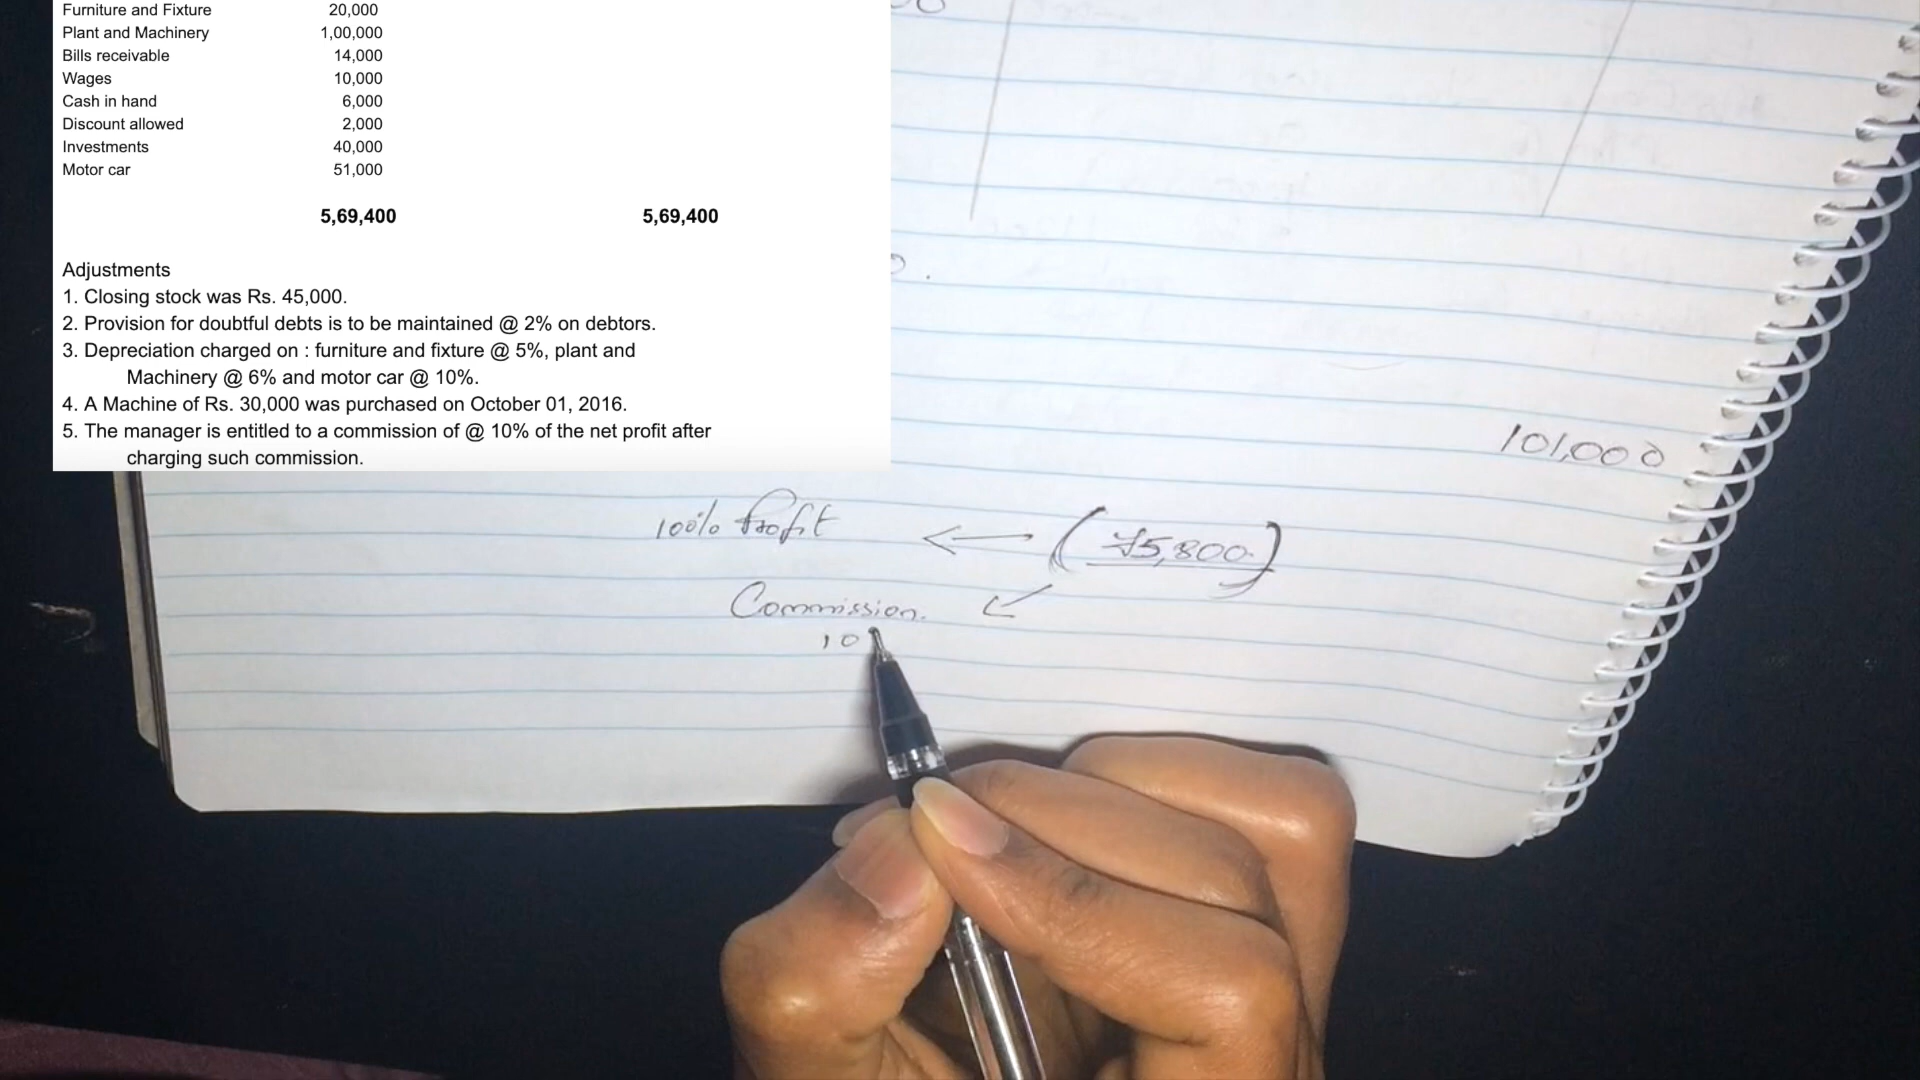 Furniture and Fixture 20,000
Plant and Machinery 1,00,000
Bills receivable 14,000
Wages 10,000
Cash in hand 6,000
Discount allowed 2,000
Investments 40,000
Motor car 51,000
5,69,400 5,69,400
Adjustments
1. Closing stock was Rs. 45,000.
2. Provision for doubtful debts is to be maintained @ 2% on debtors.
3. Depreciation charged on : furniture and fixture @ 5%, plant and
Machinery @ 6% and motor car @ 10%.
4. A Machine of Rs. 30,000 was purchased on October 01, 2016.
5. The manager is entitled to a commission of @ 10% of the net profit after
charging such commission.
101,000
100% Profit ← (75,800)
Commission.
10